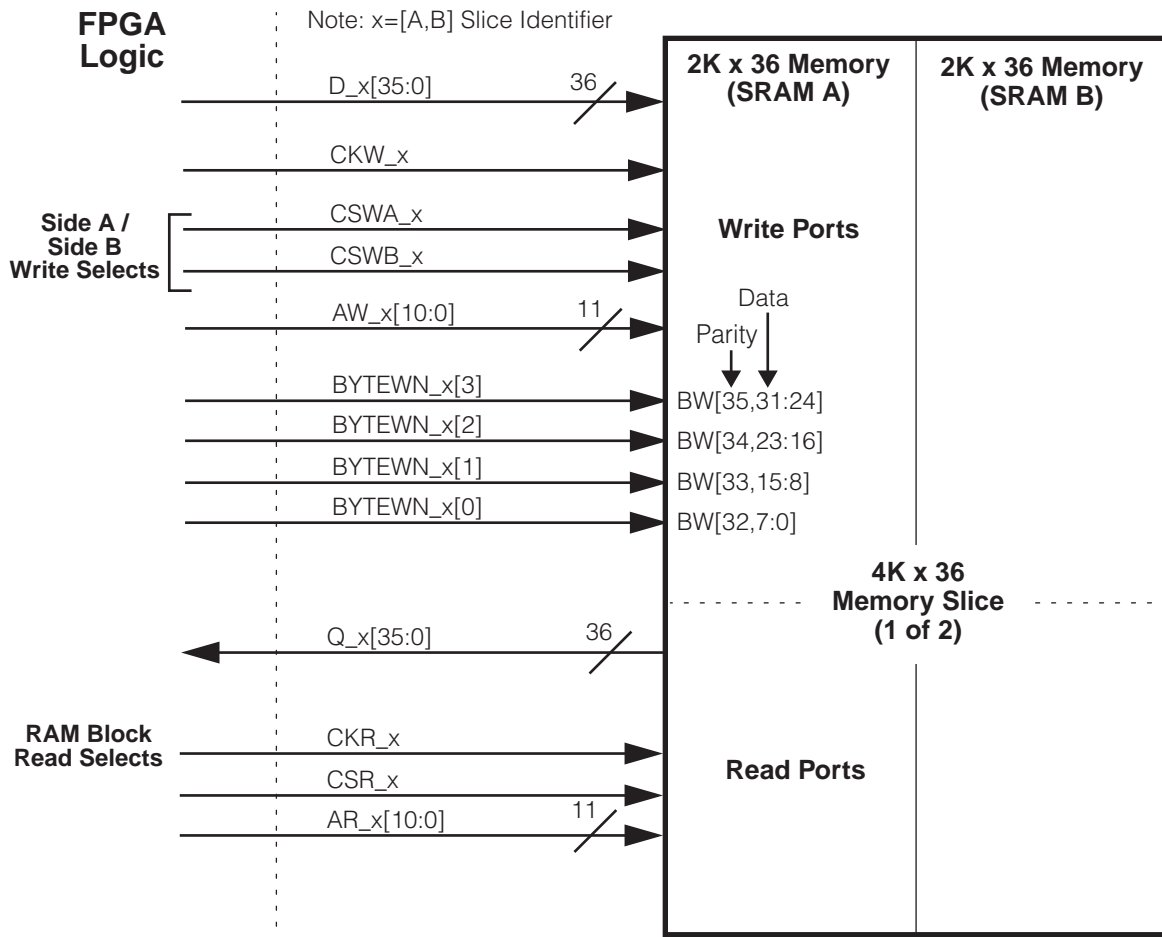 FPGA
Logic
Note: x=[A,B] Slice Identifier
2K x 36 Memory
(SRAM A)
2K x 36 Memory
(SRAM B)
D_x[35:0]
36
CKW_x
Side A /
Side B
Write Selects
CSWA_x
CSWB_x
Write Ports
AW_x[10:0]
11
Data
Parity
BYTEWN_x[3]
BW[35,31:24]
BYTEWN_x[2]
BW[34,23:16]
BYTEWN_x[1]
BW[33,15:8]
BYTEWN_x[0]
BW[32,7:0]
4K x 36
Memory Slice
(1 of 2)
Q_x[35:0]
36
RAM Block
Read Selects
CKR_x
CSR_x
AR_x[10:0]
11
Read Ports